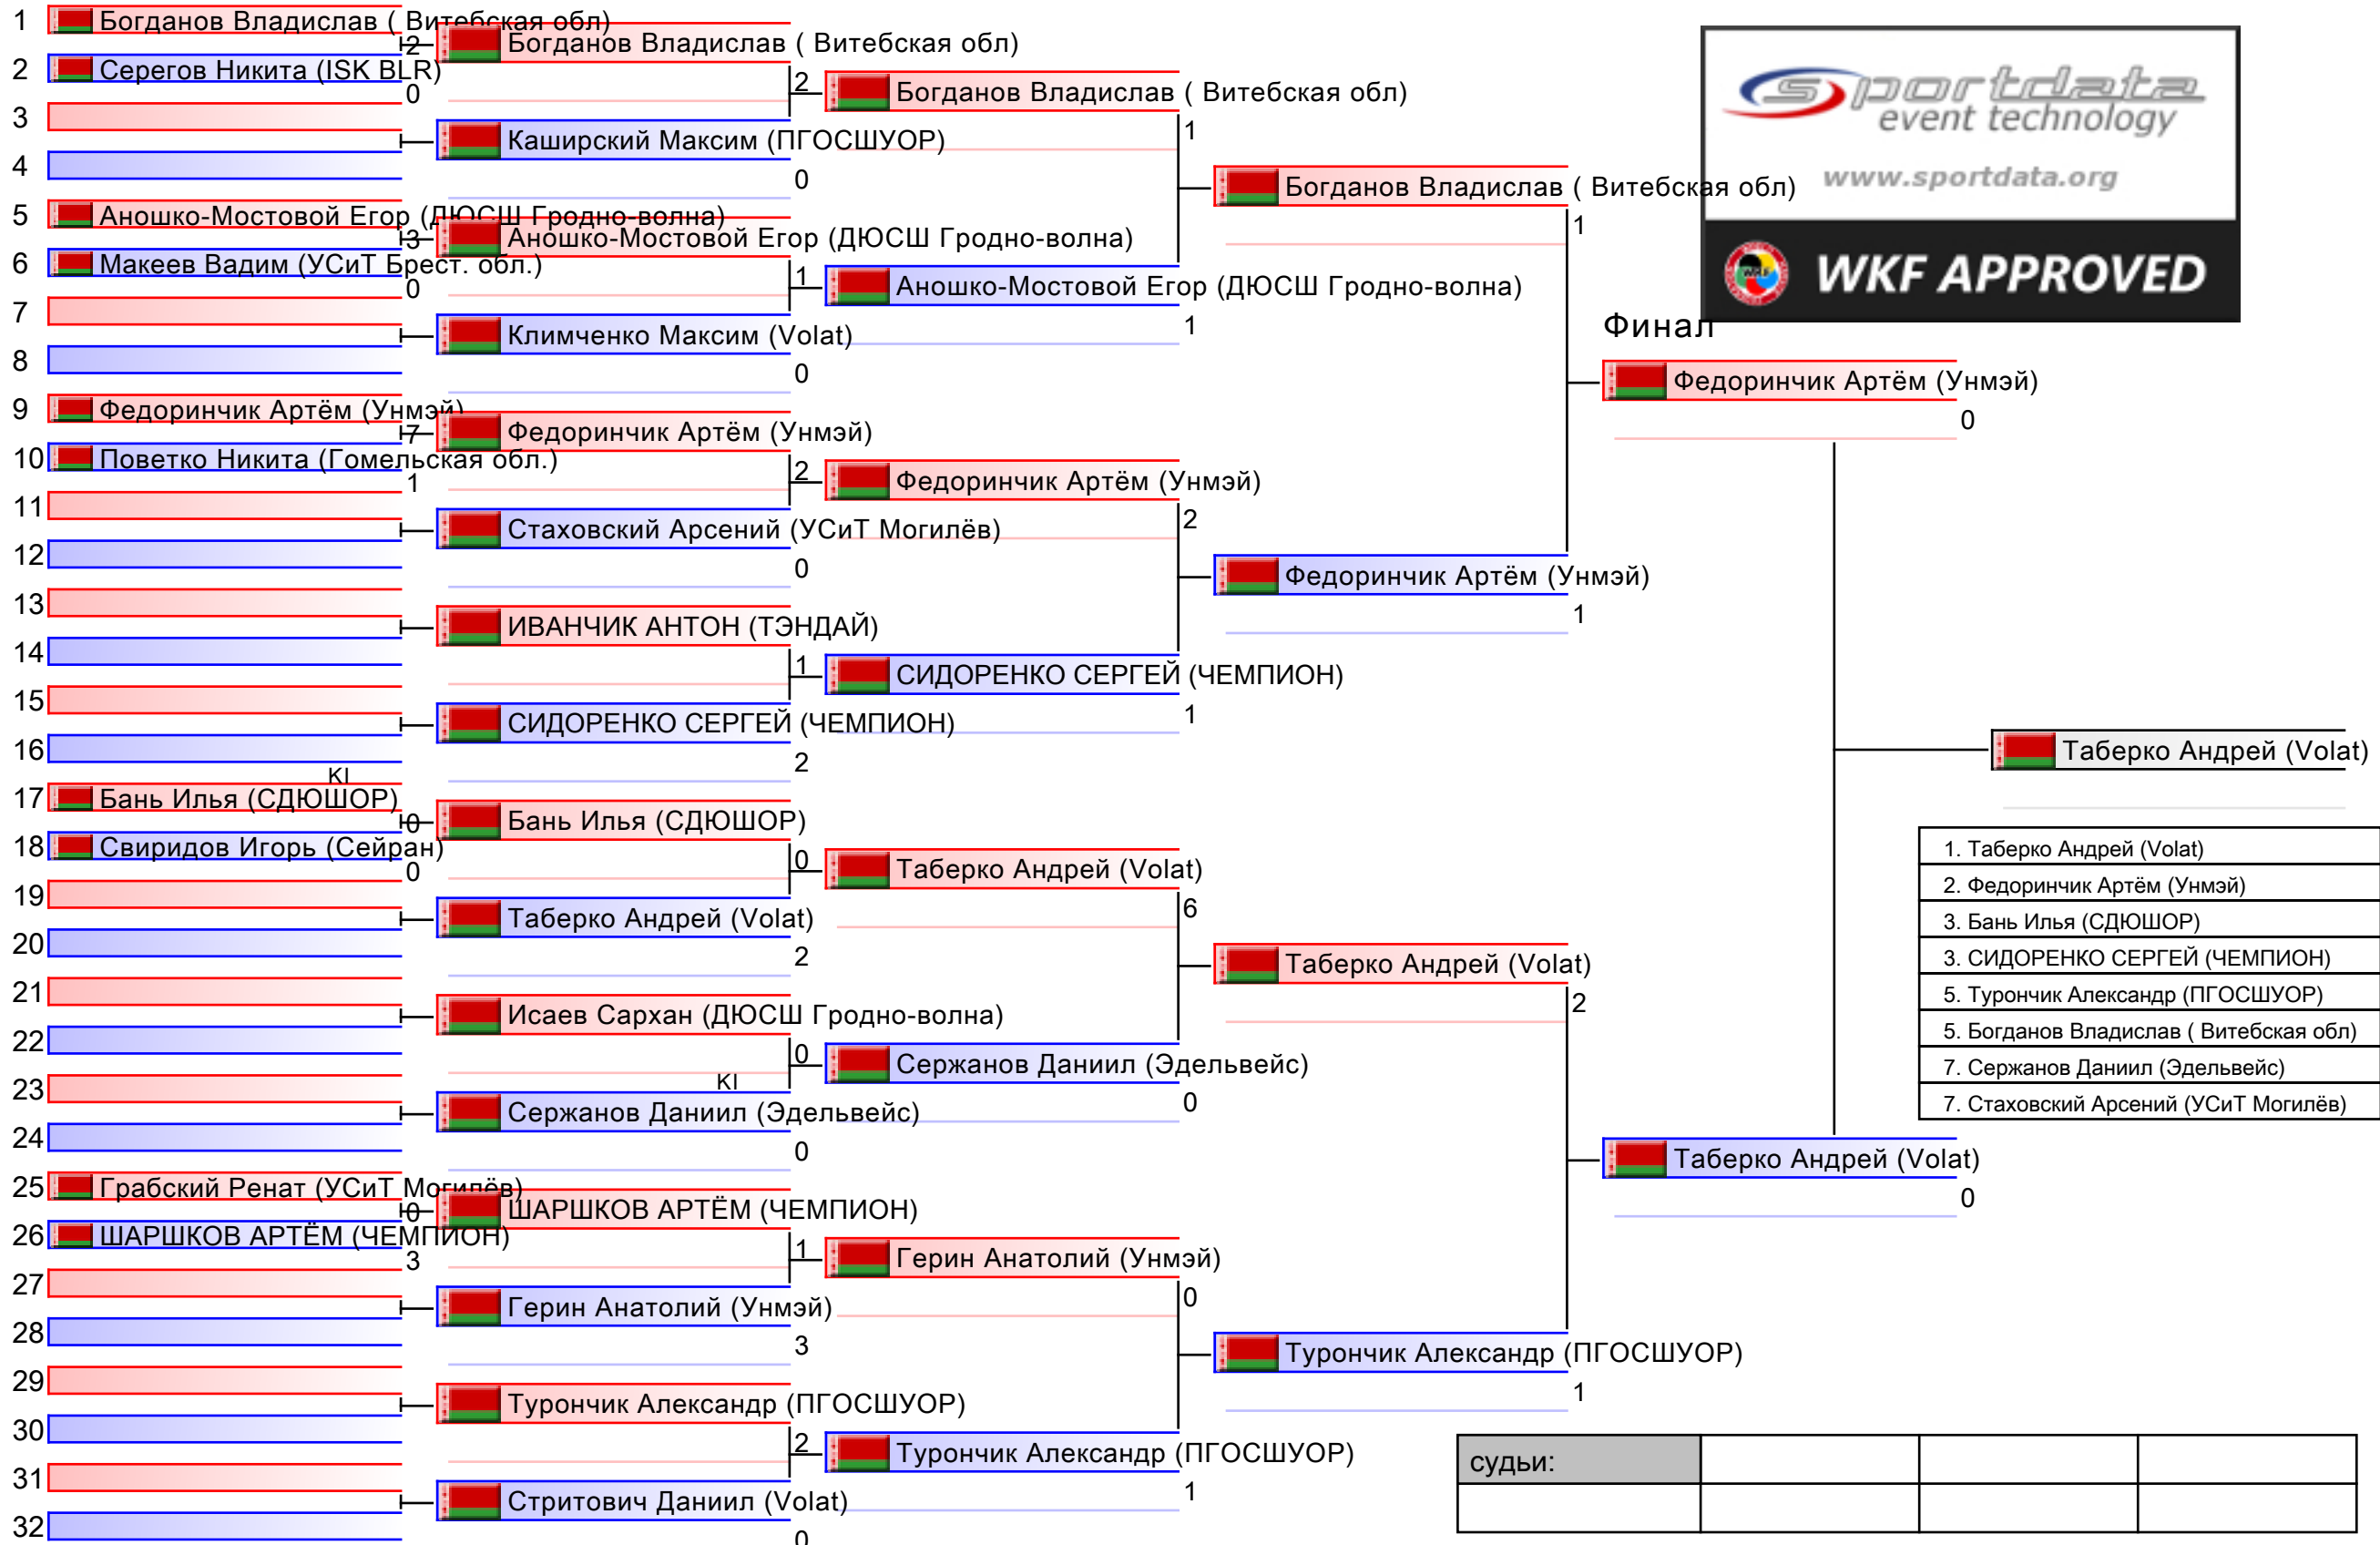 1 Богданов Владислав ( Витебская обл)
2
2 Серегов Никита (ISK BLR)
0
3
4
5 Аношко-Мостовой Егор (ДЮСШ Гродно-волна)
3
6 Макеев Вадим (УСиТ Брест. обл.)
0
7
8
9 Федоринчик Артём (Унмэй)
7
10 Поветко Никита (Гомельская обл.)
1
11
12
13
14
15
16
KI
17 Бань Илья (СДЮШОР)
0
18 Свиридов Игорь (Сейран)
0
19
20
21
22
23
24
25 Грабский Ренат (УСиТ Могилёв)
0
26 ШАРШКОВ АРТЁМ (ЧЕМПИОН)
3
27
28
29
30
31
32
Богданов Владислав ( Витебская обл)
2
Каширский Максим (ПГОСШУОР)
0
Аношко-Мостовой Егор (ДЮСШ Гродно-волна)
1
Климченко Максим (Volat)
0
Федоринчик Артём (Унмэй)
2
Стаховский Арсений (УСиТ Могилёв)
0
ИВАНЧИК АНТОН (ТЭНДАЙ)
1
СИДОРЕНКО СЕРГЕЙ (ЧЕМПИОН)
2
Бань Илья (СДЮШОР)
0
Таберко Андрей (Volat)
2
Исаев Сархан (ДЮСШ Гродно-волна)
0
KI
Сержанов Даниил (Эдельвейс)
0
ШАРШКОВ АРТЁМ (ЧЕМПИОН)
1
Герин Анатолий (Унмэй)
3
Турончик Александр (ПГОСШУОР)
2
Стритович Даниил (Volat)
0
Богданов Владислав ( Витебская обл)
1
Аношко-Мостовой Егор (ДЮСШ Гродно-волна)
1
Федоринчик Артём (Унмэй)
2
СИДОРЕНКО СЕРГЕЙ (ЧЕМПИОН)
1
Таберко Андрей (Volat)
6
Сержанов Даниил (Эдельвейс)
0
Герин Анатолий (Унмэй)
0
Турончик Александр (ПГОСШУОР)
1
Богданов Владислав ( Витебская обл)
1
Федоринчик Артём (Унмэй)
1
Таберко Андрей (Volat)
2
Турончик Александр (ПГОСШУОР)
1
sportdata
event technology
www.sportdata.org
WKF
WKF APPROVED
Финал
Федоринчик Артём (Унмэй)
0
Таберко Андрей (Volat)
0
Таберко Андрей (Volat)
1. Таберко Андрей (Volat)
2. Федоринчик Артём (Унмэй)
3. Бань Илья (СДЮШОР)
3. СИДОРЕНКО СЕРГЕЙ (ЧЕМПИОН)
5. Турончик Александр (ПГОСШУОР)
5. Богданов Владислав ( Витебская обл)
7. Сержанов Даниил (Эдельвейс)
7. Стаховский Арсений (УСиТ Могилёв)
судьи: